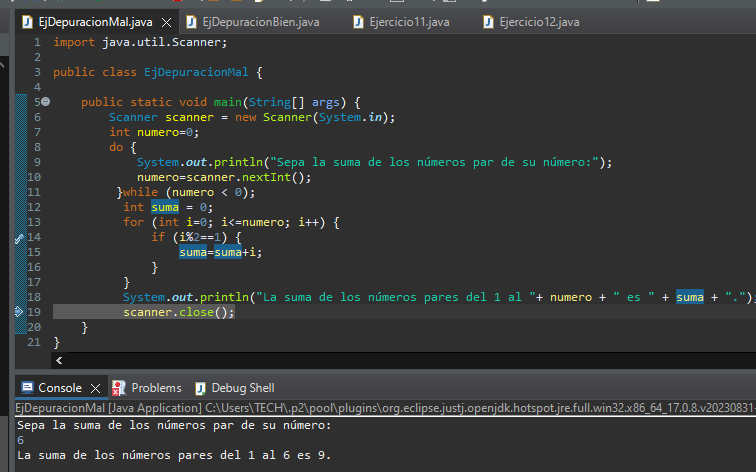 EjDepuracionMal.java EjDepuracionBien.java Ejercicio11.java Ejercicio12.java
1 import java.util.Scanner;
2
3 public class EjDepuracionMal {
4
5 public static void main(String[] args) {
6 Scanner scanner = new Scanner(System.in);
7 int numero=0;
8 do {
9 System.out.println("Sepa la suma de los números par de su número:");
10 numero=scanner.nextInt();
11 }while (numero < 0);
12 int suma = 0;
13 for (int i=0; i<=numero; i++) {
14 if (i%2==1) {
15 suma=suma+i;
16 }
17 }
18 System.out.println("La suma de los números pares del 1 al "+ numero + " es " + suma + ".");
19 scanner.close();
20 }
21 }
Console Problems Debug Shell
EjDepuracionMal [Java Application] C:\Users\TECH\.p2\pool\plugins\org.eclipse.justj.openjdk.hotspot.jre.full.win32.x86_64_17.0.8.v20230831-
Sepa la suma de los números par de su número:
6
La suma de los números pares del 1 al 6 es 9.